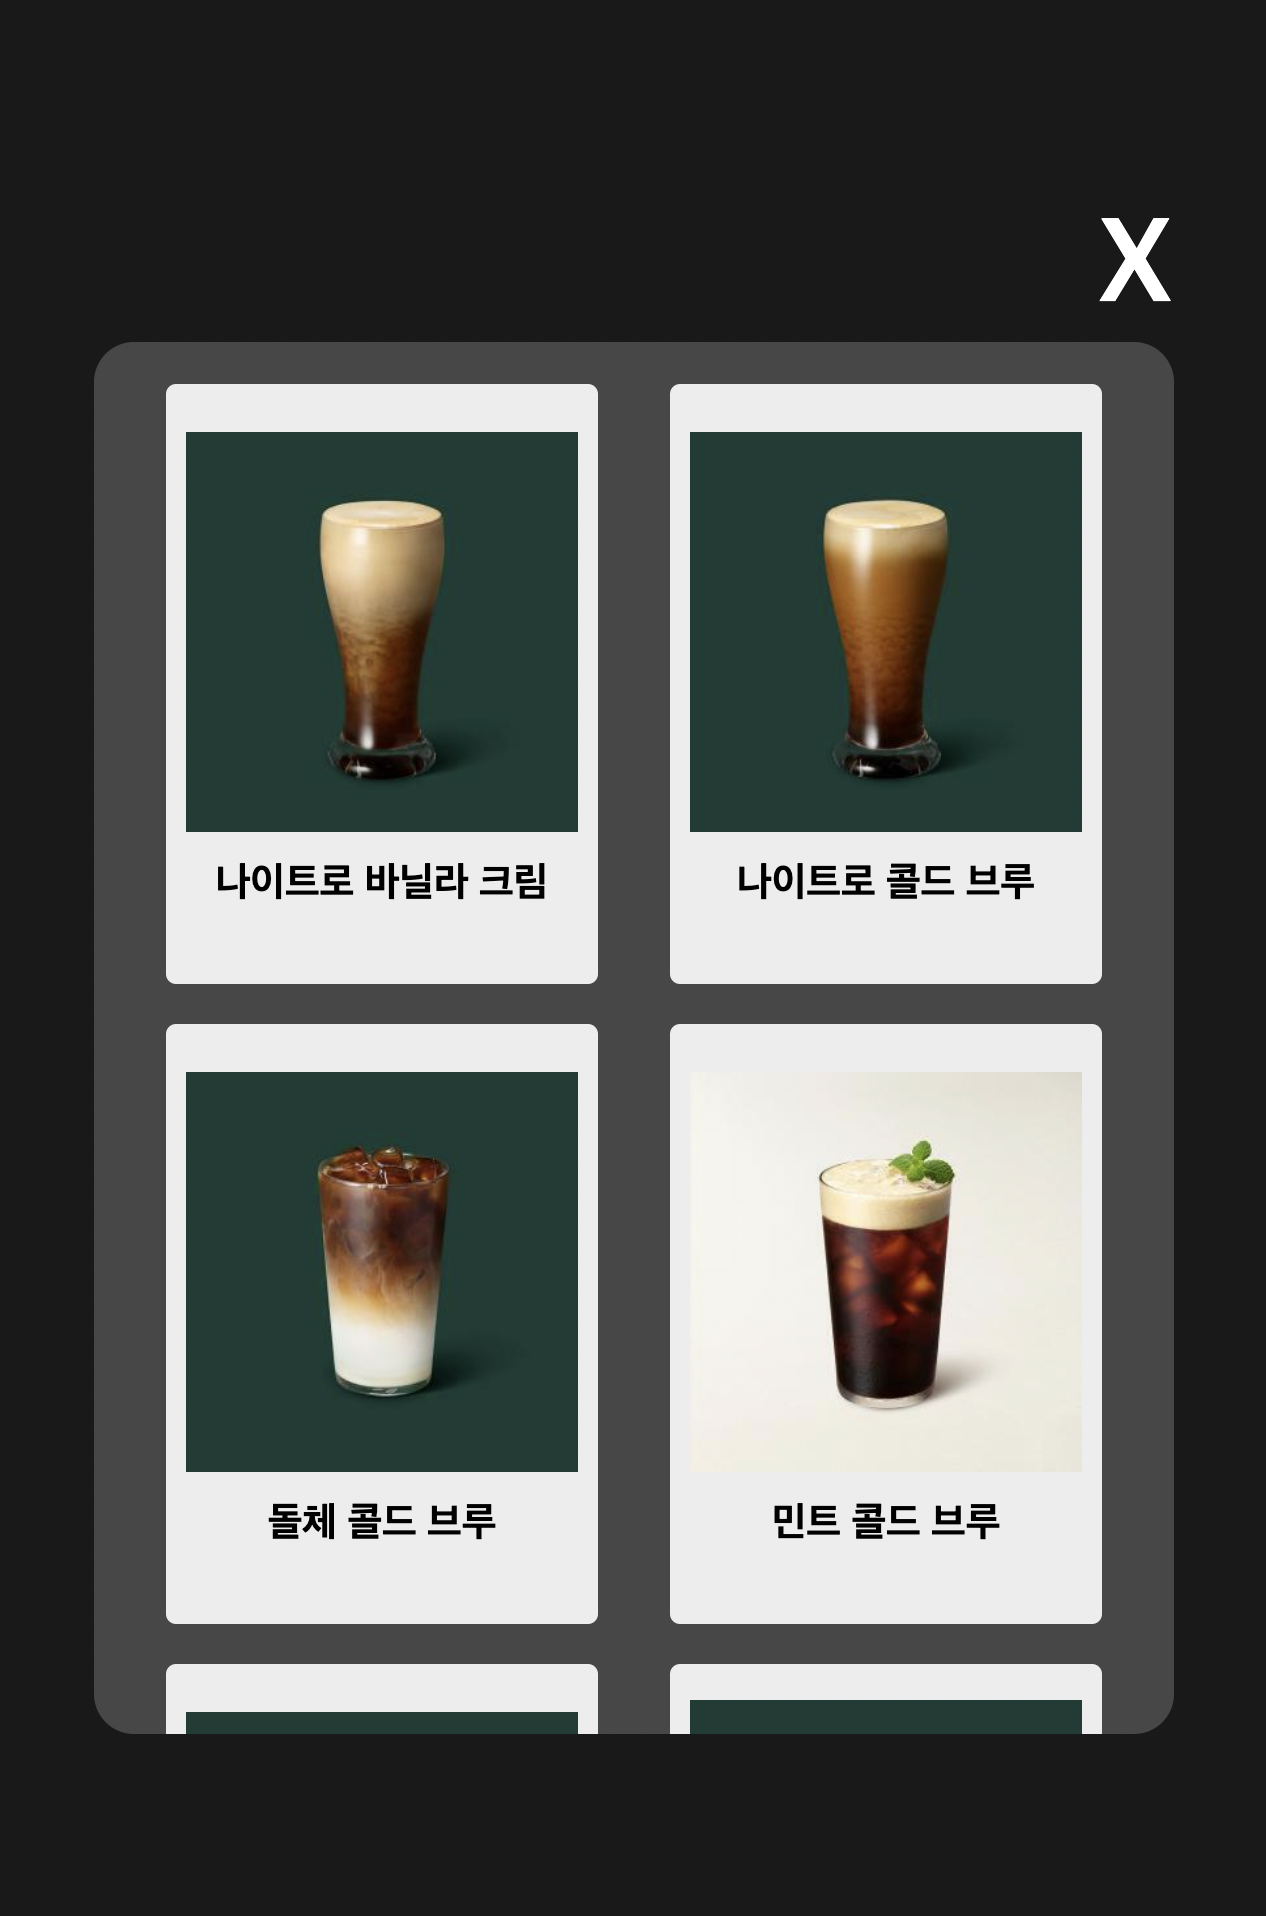 X
나이트로 바닐라 크림
나이트로 콜드 브루
돌체 콜드 브루
민트 콜드 브루